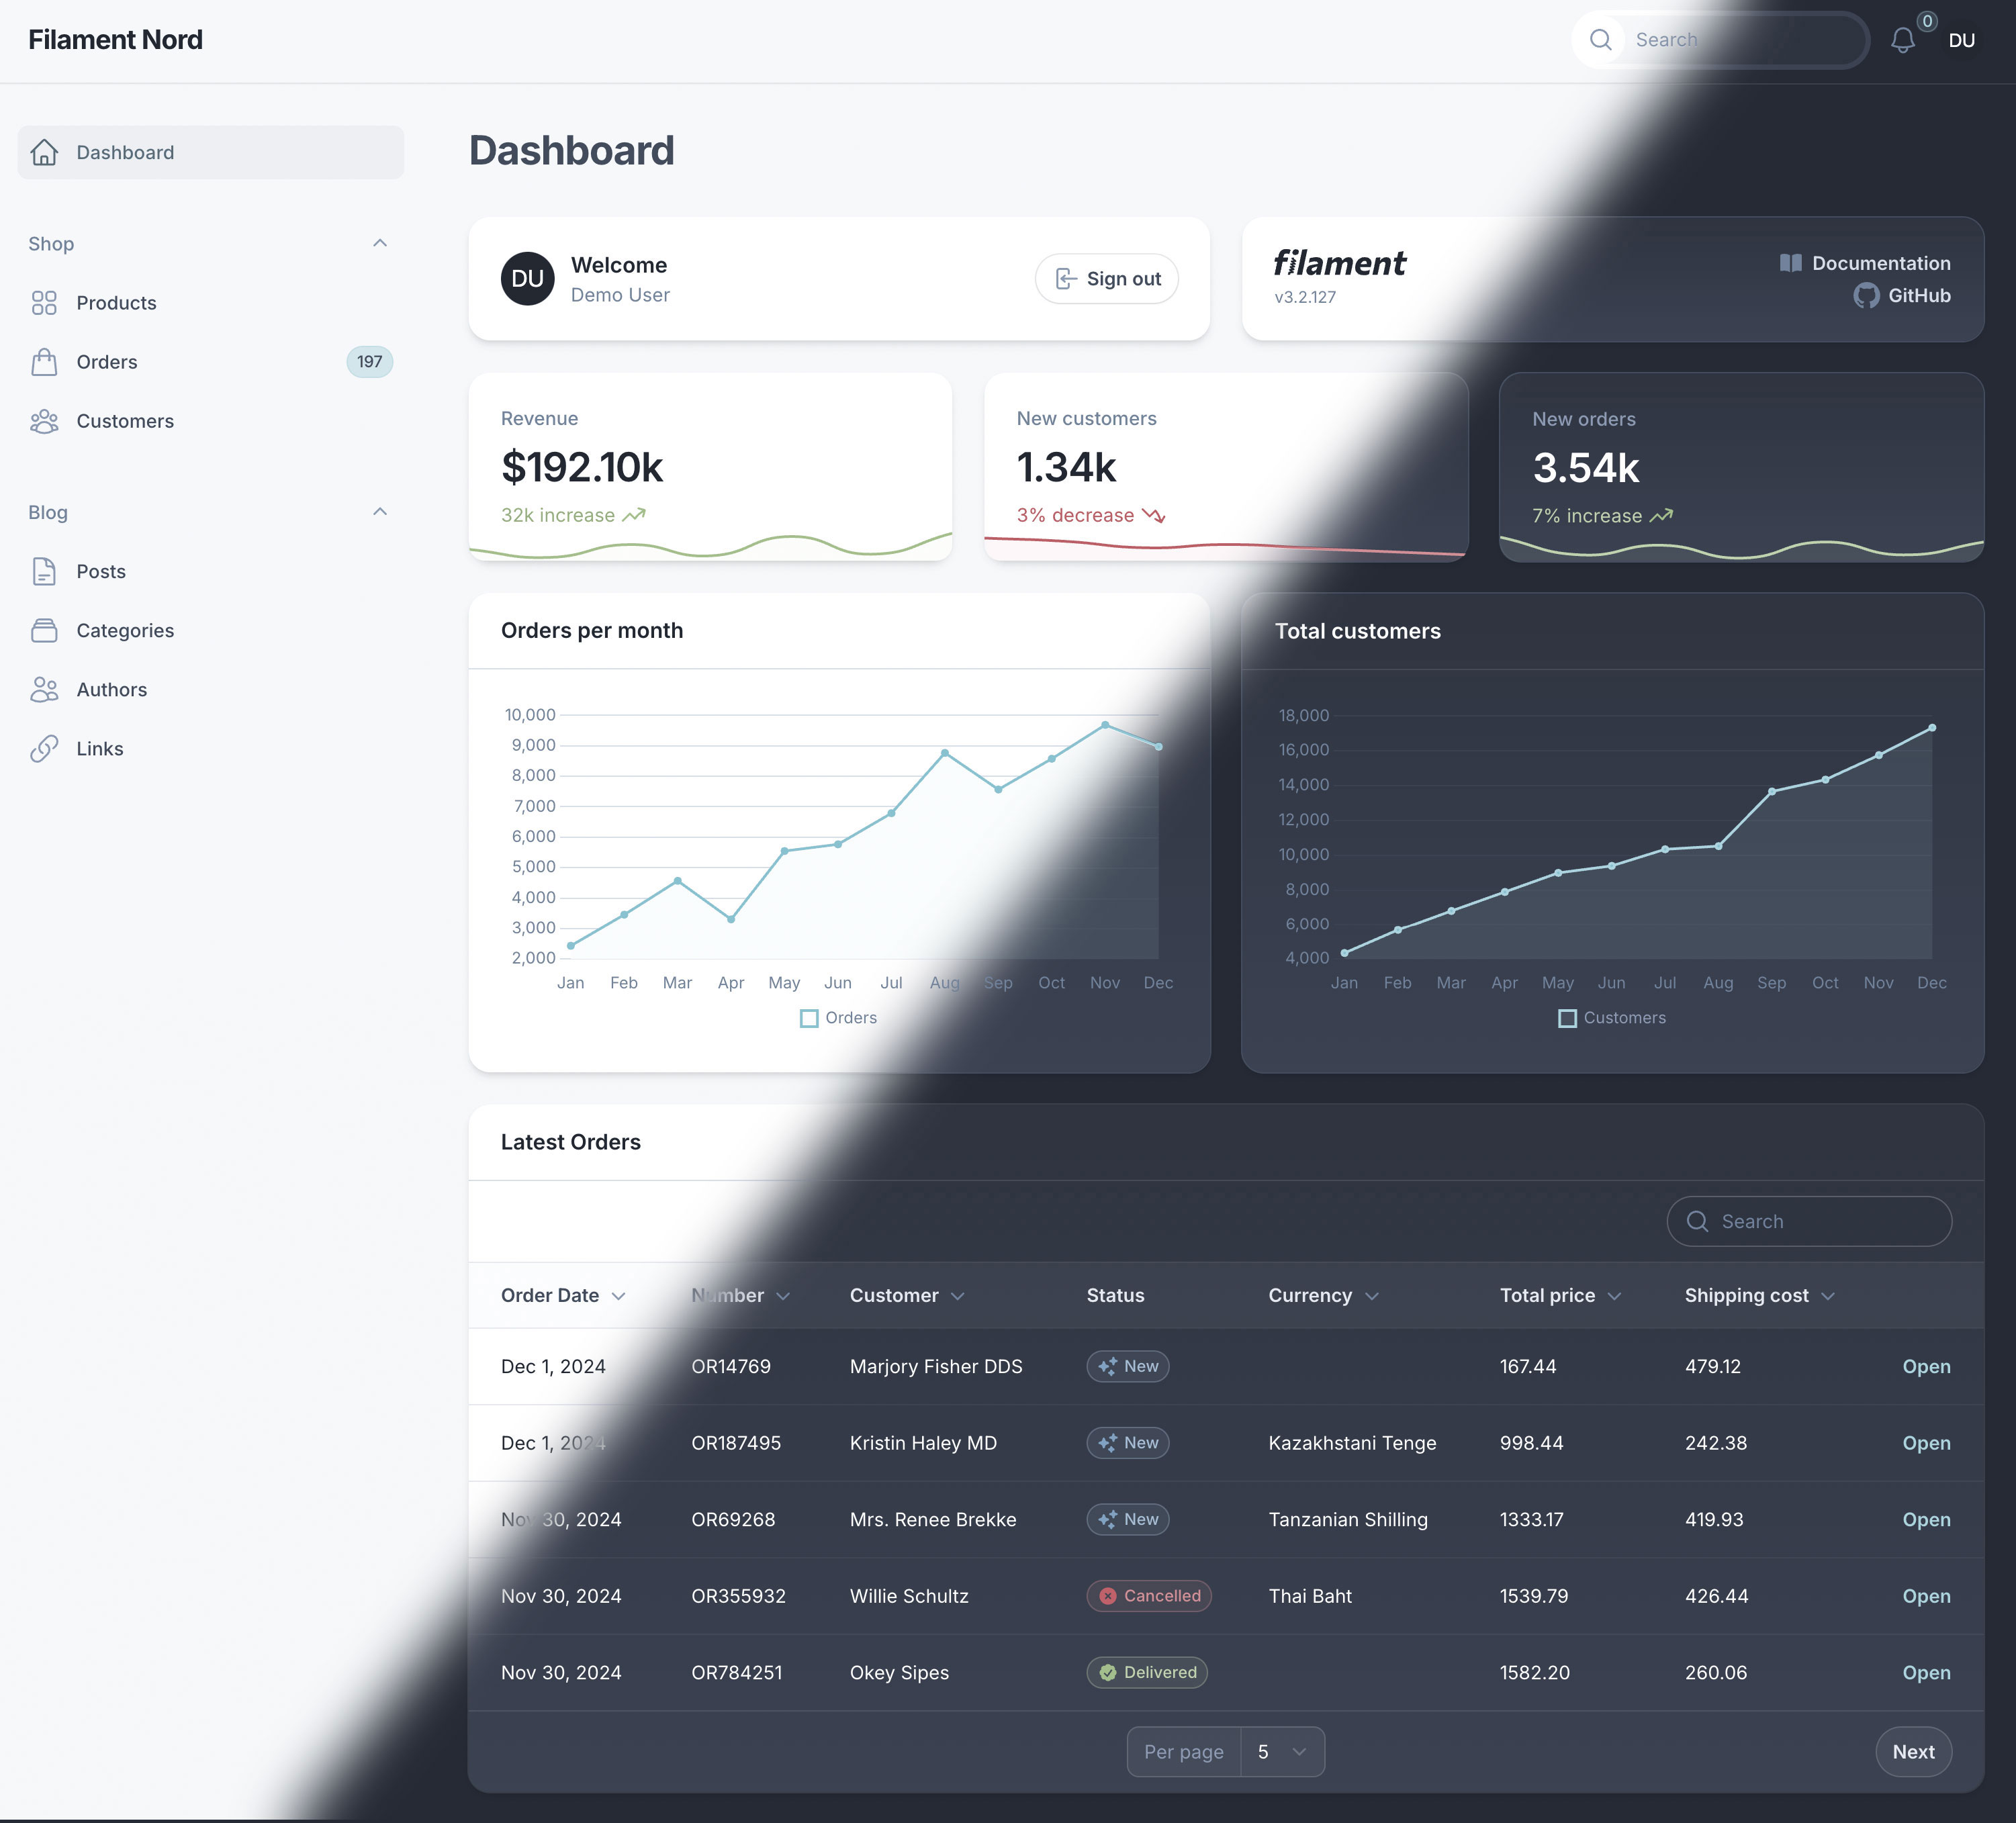 Filament Nord
Search
0
DU
Dashboard
Shop
Products
Orders 197
Customers
Blog
Posts
Categories
Authors
Links
Dashboard
DU
Welcome
Demo User
Sign out
filament
v3.2.127
Documentation
GitHub
Revenue
$192.10k
32k increase
New customers
1.34k
3% decrease
New orders
3.54k
7% increase
Orders per month
10,000
9,000
8,000
7,000
6,000
5,000
4,000
3,000
2,000
Jan Feb Mar Apr May Jun Jul Aug Sep Oct Nov Dec
Orders
Total customers
18,000
16,000
14,000
12,000
10,000
8,000
6,000
4,000
Jan Feb Mar Apr May Jun Jul Aug Sep Oct Nov Dec
Customers
Latest Orders
Search
Order Date Number Customer Status Currency Total price Shipping cost
Dec 1, 2024 OR14769 Marjory Fisher DDS New 167.44 479.12 Open
Dec 1, 2024 OR187495 Kristin Haley MD New Kazakhstani Tenge 998.44 242.38 Open
Nov 30, 2024 OR69268 Mrs. Renee Brekke New Tanzanian Shilling 1333.17 419.93 Open
Nov 30, 2024 OR355932 Willie Schultz Cancelled Thai Baht 1539.79 426.44 Open
Nov 30, 2024 OR784251 Okey Sipes Delivered 1582.20 260.06 Open
Per page 5
Next